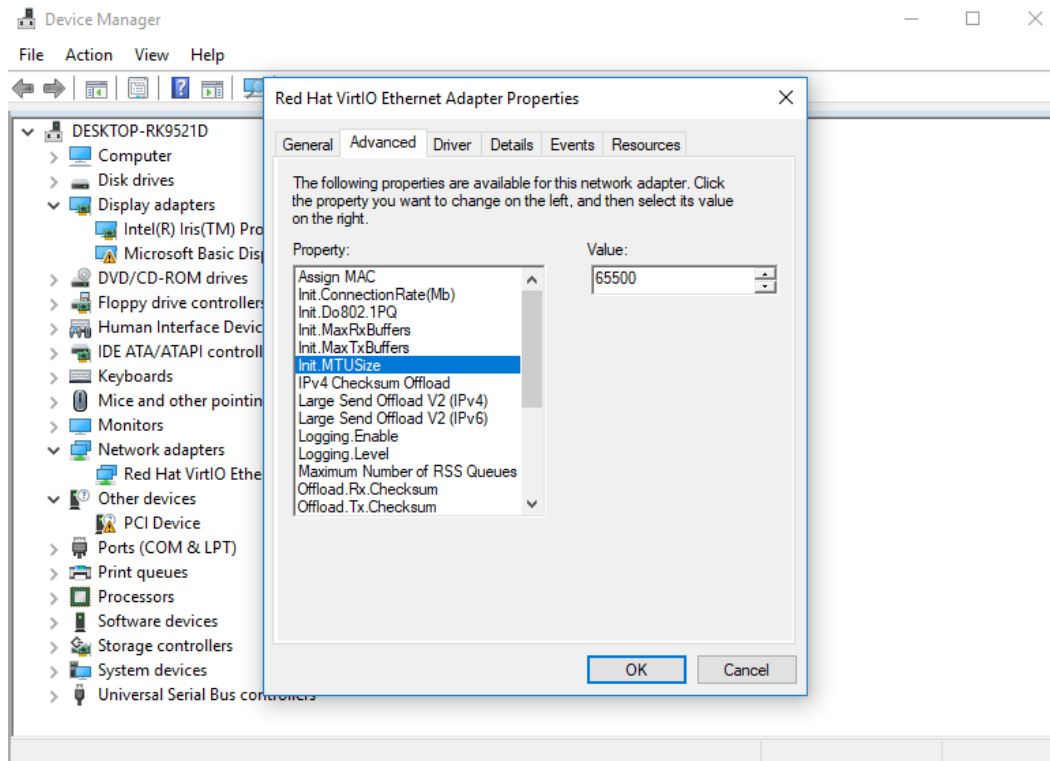 Device Manager
File Action View Help
DESKTOP-RK9521D
Computer
Disk drives
Display adapters
Intel(R) Iris(TM) Pro
Microsoft Basic Disp
DVD/CD-ROM drives
Floppy drive controllers
Human Interface Devic
IDE ATA/ATAPI controll
Keyboards
Mice and other pointin
Monitors
Network adapters
Red Hat VirtIO Ethe
Other devices
PCI Device
Ports (COM & LPT)
Print queues
Processors
Software devices
Storage controllers
System devices
Universal Serial Bus controllers
Red Hat VirtIO Ethernet Adapter Properties
General Advanced Driver Details Events Resources
The following properties are available for this network adapter. Click
the property you want to change on the left, and then select its value
on the right.
Property:
Assign MAC
Init.ConnectionRate(Mb)
Init.Do802.1PQ
Init.MaxRxBuffers
Init.MaxTxBuffers
Init.MTUSize
IPv4 Checksum Offload
Large Send Offload V2 (IPv4)
Large Send Offload V2 (IPv6)
Logging.Enable
Logging.Level
Maximum Number of RSS Queues
Offload.Rx.Checksum
Offload.Tx.Checksum
Value:
65500
OK Cancel